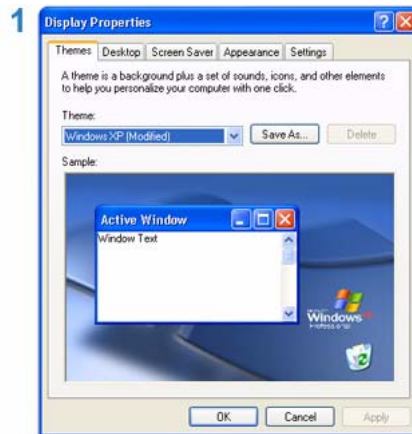 1
Display Properties
Themes Desktop Screen Saver Appearance Settings
A theme is a background plus a set of sounds, icons, and other elements
to help you personalize your computer with one click.
Theme:
Windows XP (Modified) Save As... Delete
Sample:
Active Window
Window Text
Windows
Professional
OK Cancel Apply